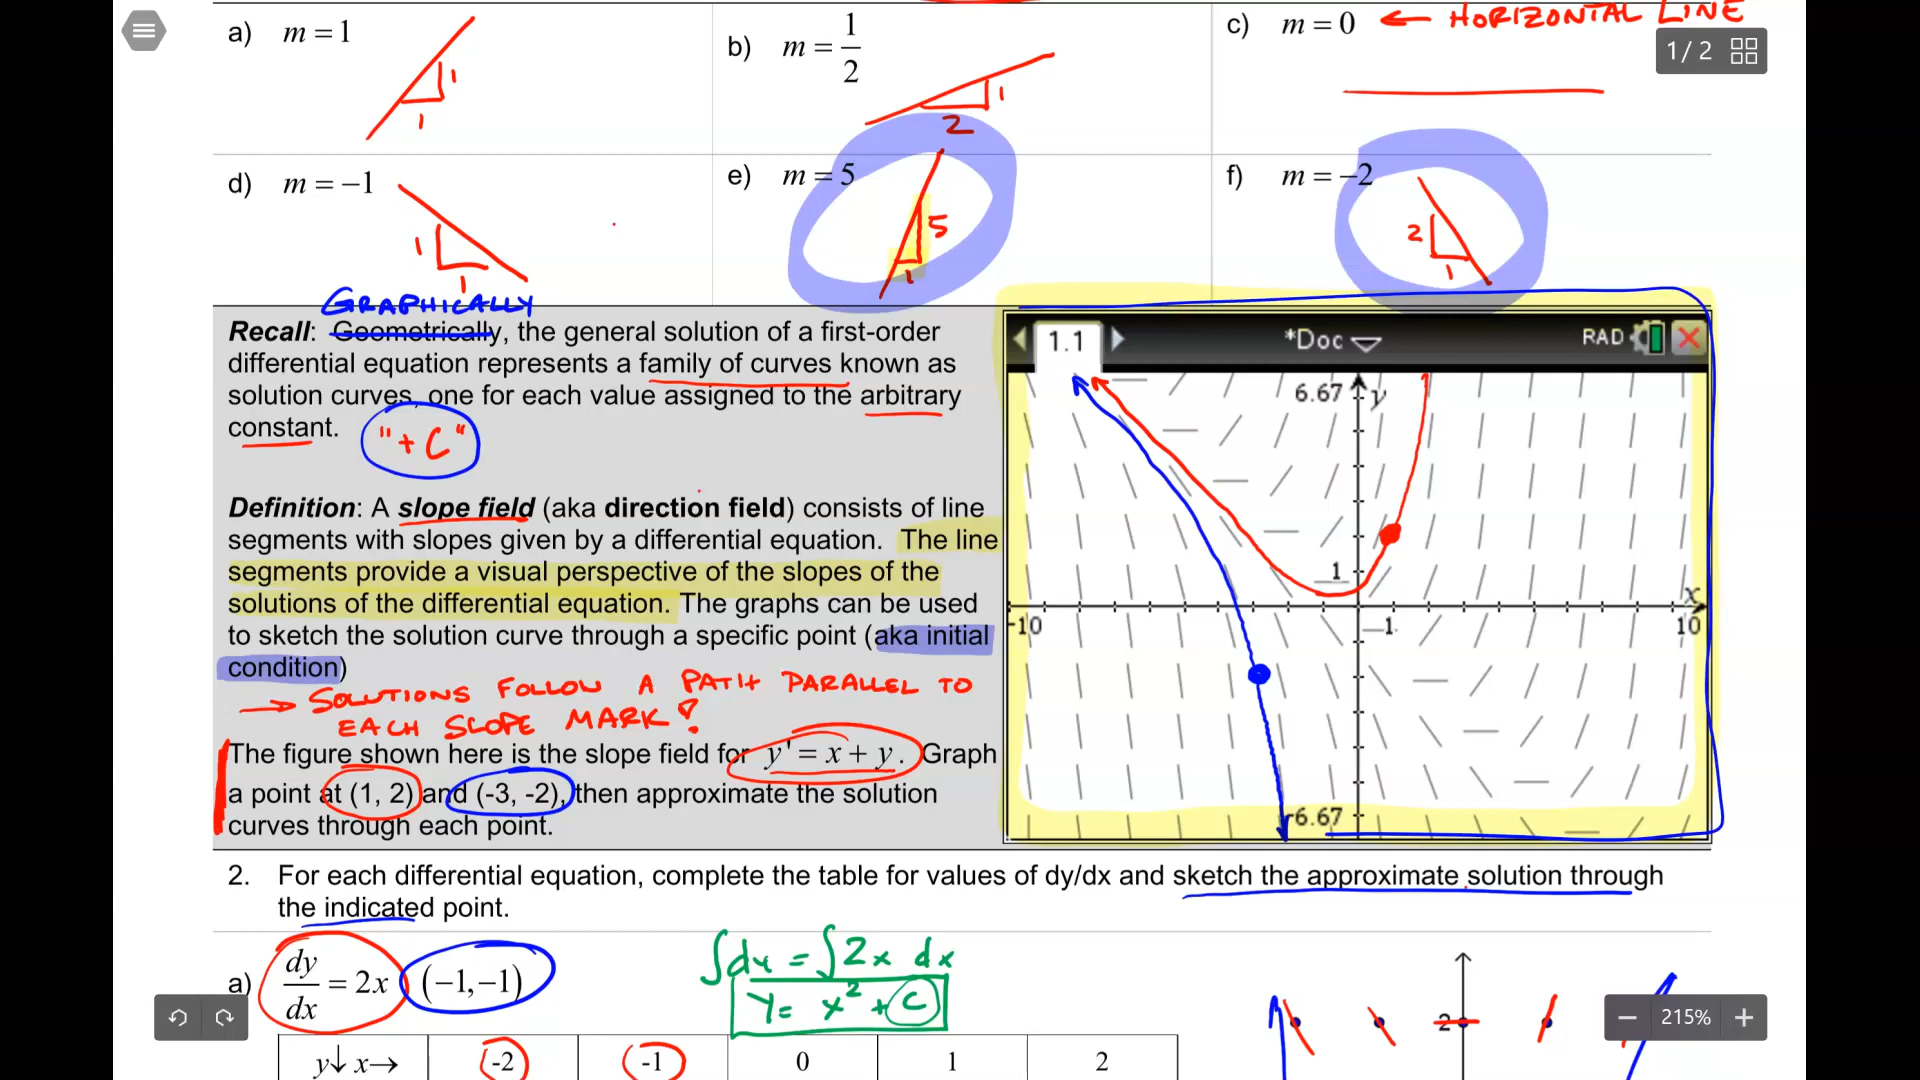 a) m = 1
1
1
b) m = 1/2
1
2
c) m = 0 ← HORIZONTAL LINE
1 / 2
d) m = −1
1
1
e) m = 5
5
1
f) m = −2
2
1
GRAPHICALLY
Recall: Geometrically, the general solution of a first-order
differential equation represents a family of curves known as
solution curves, one for each value assigned to the arbitrary
constant. "+ C"
Definition: A slope field (aka direction field) consists of line
segments with slopes given by a differential equation. The line
segments provide a visual perspective of the slopes of the
solutions of the differential equation. The graphs can be used
to sketch the solution curve through a specific point (aka initial
condition)
→ SOLUTIONS FOLLOW A PATH PARALLEL TO
EACH SLOPE MARK!
The figure shown here is the slope field for y' = x + y. Graph
a point at (1, 2) and (-3, -2), then approximate the solution
curves through each point.
1.1 *Doc RAD
6.67 y
1
x
-10 1 10
-6.67
2. For each differential equation, complete the table for values of dy/dx and sketch the approximate solution through
the indicated point.
a) dy/dx = 2x (−1,−1)
∫dy = ∫2x dx
y = x² + C
2
215%
y↓ x→ -2 -1 0 1 2